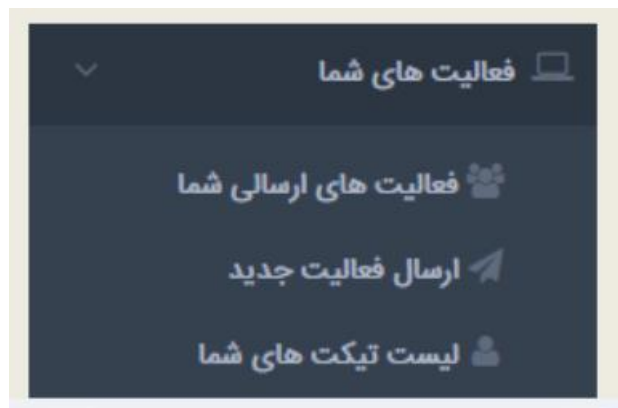 فعالیت های شما
فعالیت های ارسالی شما
ارسال فعالیت جدید
لیست تیکت های شما